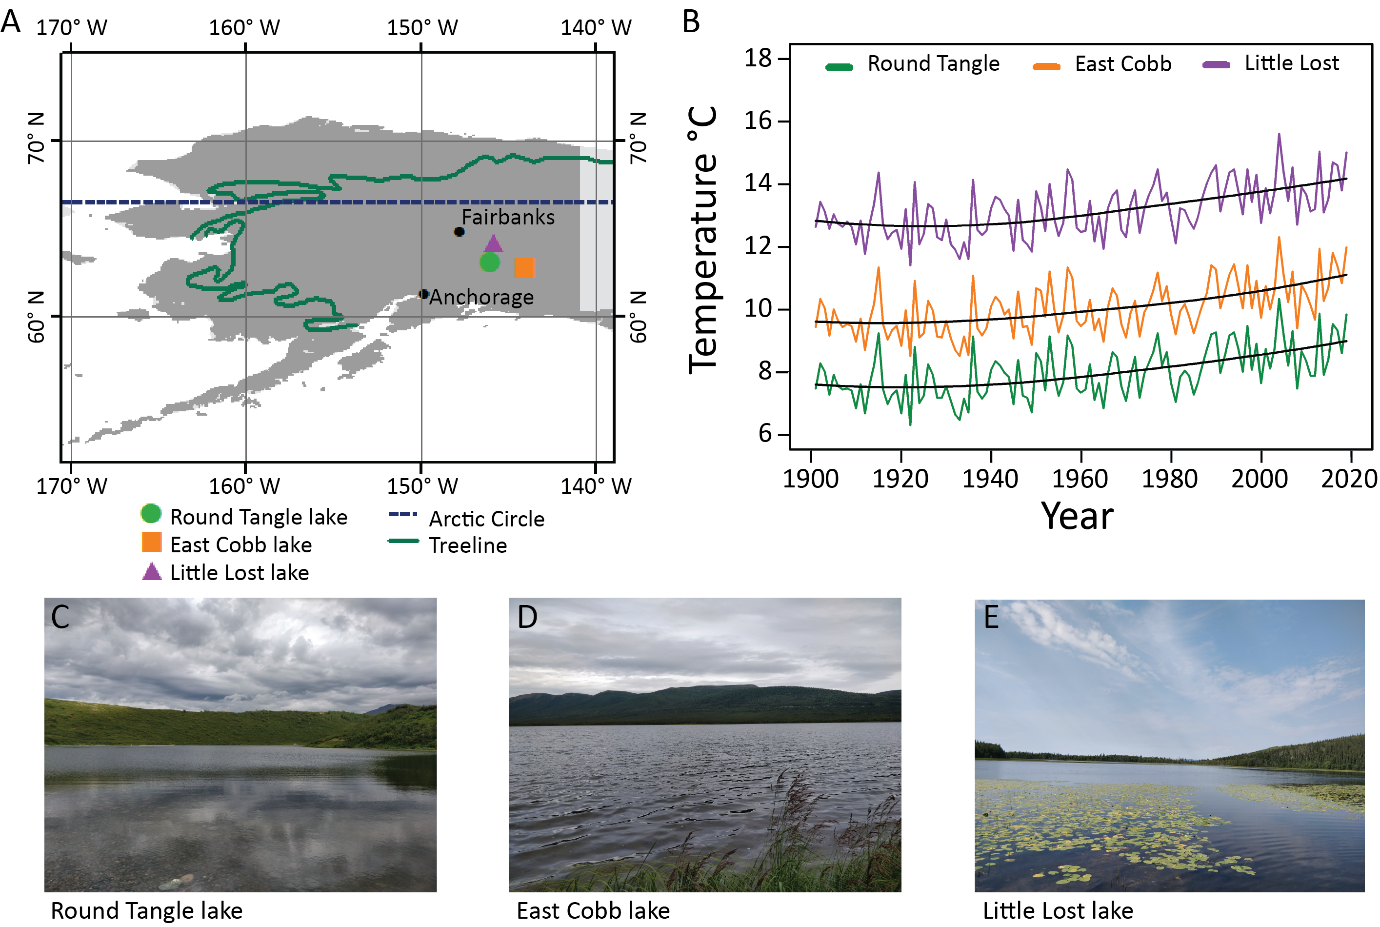 A
170° W 160° W 150° W 140° W
70° N
60° N
70° N
60° N
Fairbanks
Anchorage
170° W 160° W 150° W 140° W
Round Tangle lake
East Cobb lake
Little Lost lake
Arctic Circle
Treeline
B
Round Tangle East Cobb Little Lost
Temperature °C
18
16
14
12
10
8
6
1900 1920 1940 1960 1980 2000 2020
Year
C
Round Tangle lake
D
East Cobb lake
E
Little Lost lake